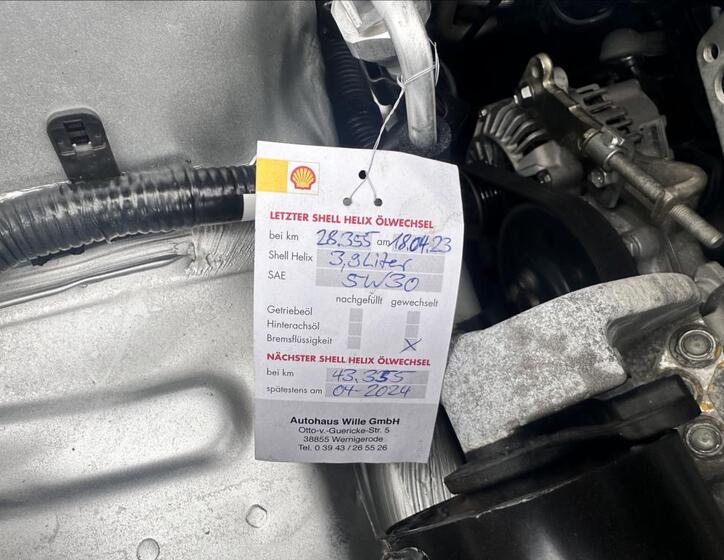 LETZTER SHELL HELIX ÖLWECHSEL
bei km 28.355 am 18.04.23
Shell Helix 3,9 Liter
SAE 5W30
nachgefüllt gewechselt
Getriebeöl
Hinterachsöl
Bremsflüssigkeit X
NÄCHSTER SHELL HELIX ÖLWECHSEL
bei km 43.355
spätestens am 04-2024
Autohaus Wille GmbH
Otto-v.-Guericke-Str. 5
38855 Wernigerode
Tel. 0 39 43 / 26 55 26